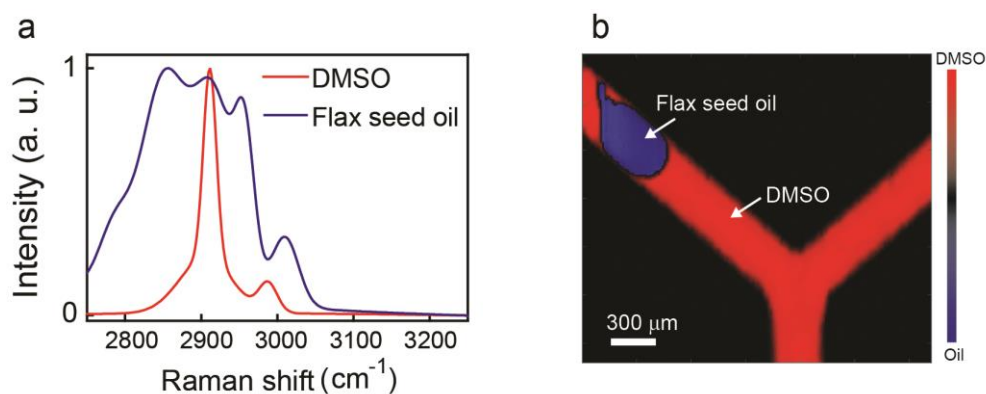 a
1
DMSO
Flax seed oil
Intensity (a. u.)
0
2800 2900 3000 3100 3200
Raman shift (cm⁻¹)
b
DMSO
Flax seed oil
DMSO
300 μm
Oil